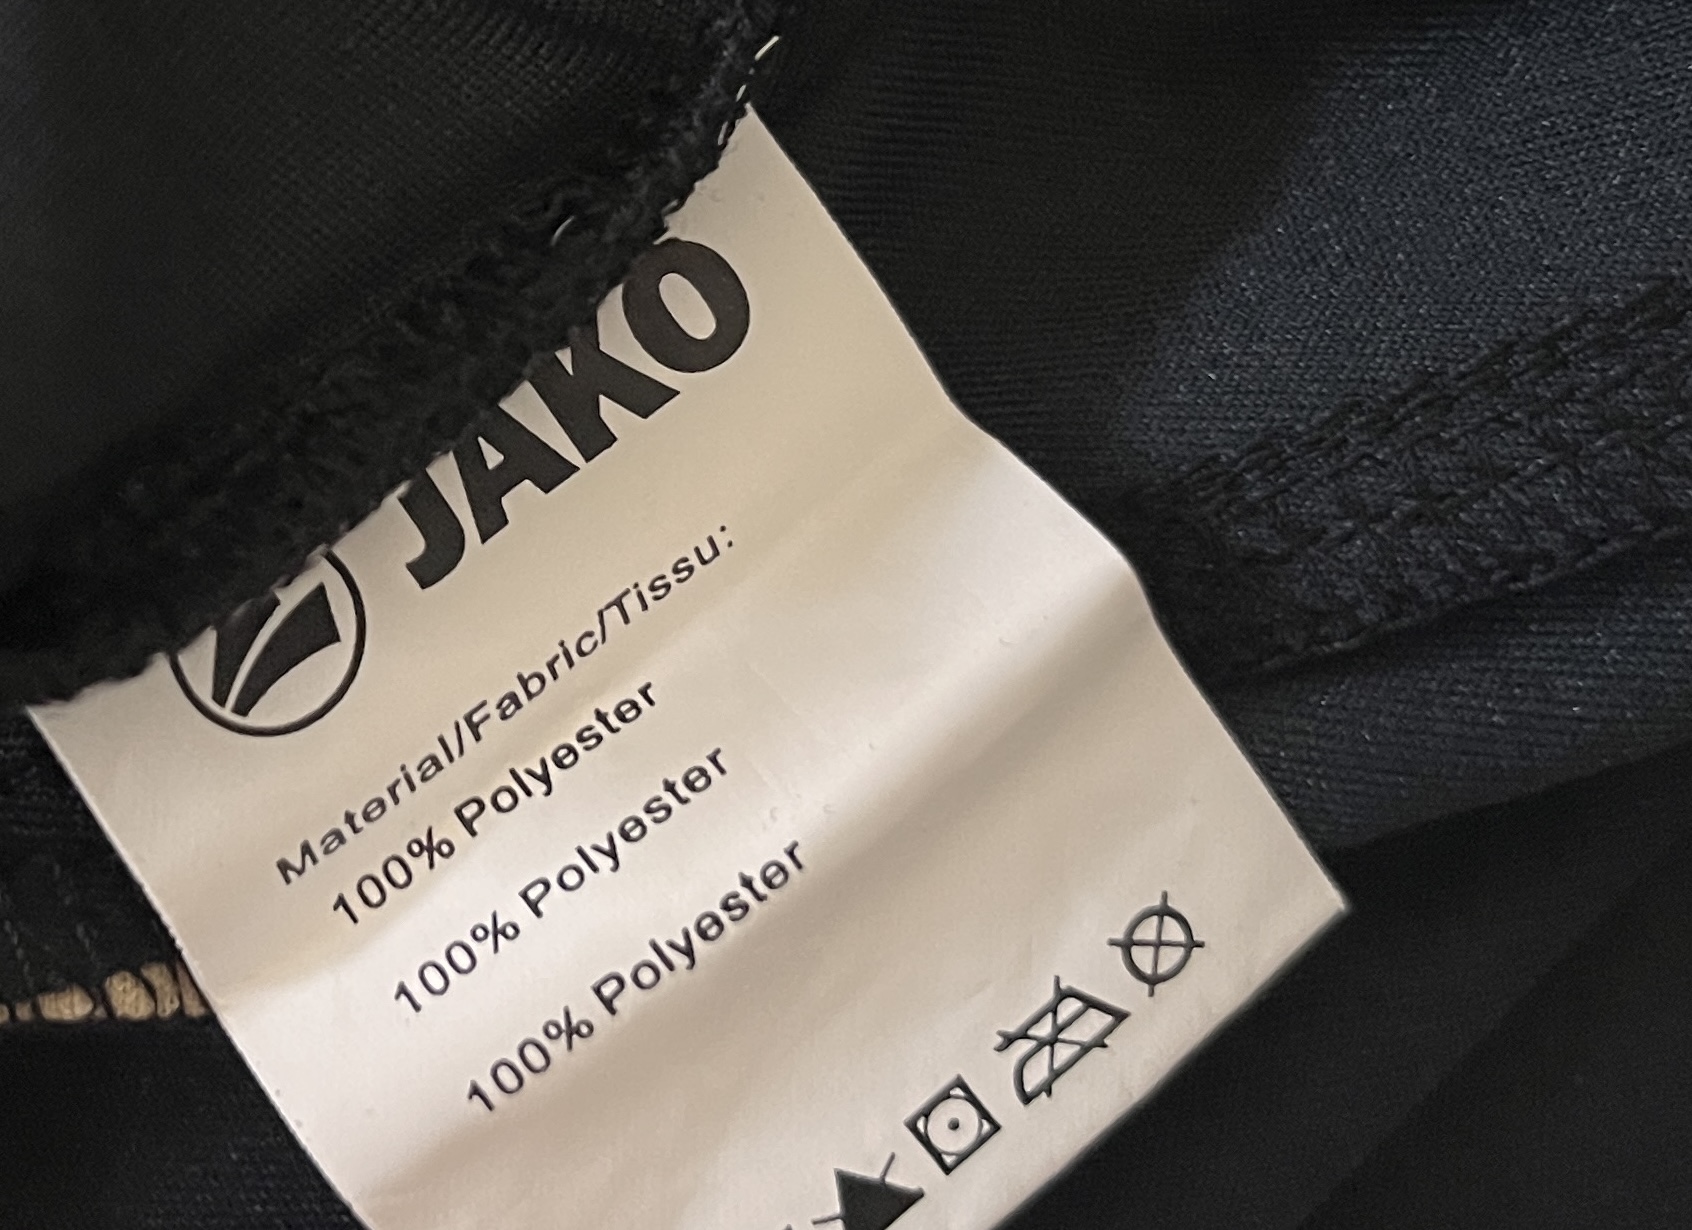 JAKO
Material/Fabric/Tissu:
100% Polyester
100% Polyester
100% Polyester